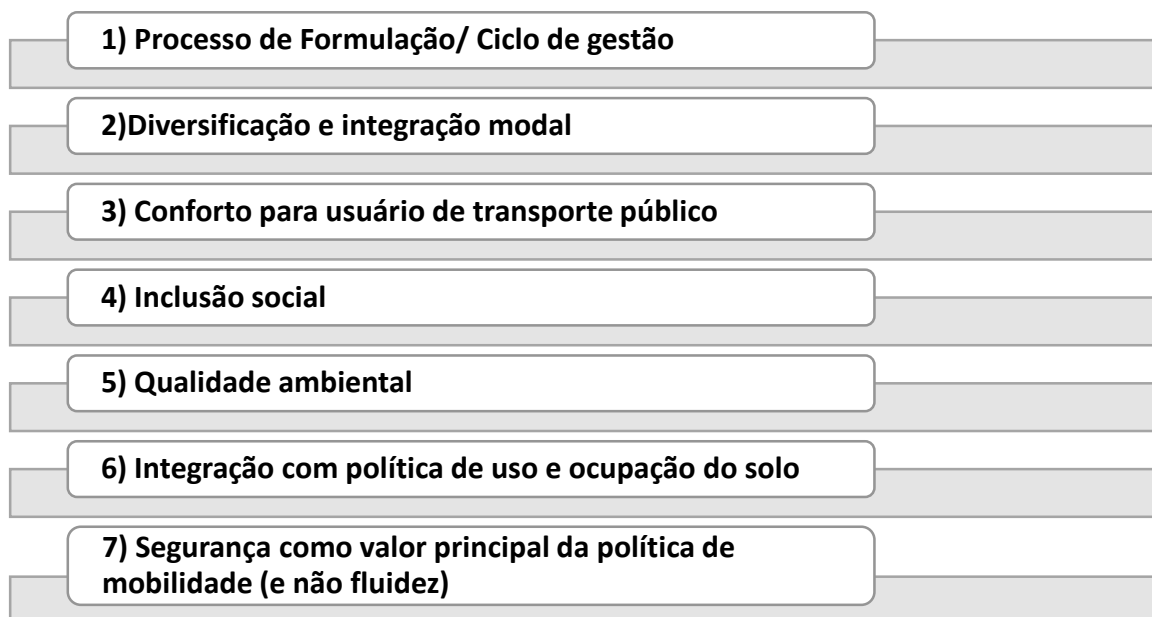 1) Processo de Formulação/ Ciclo de gestão
2)Diversificação e integração modal
3) Conforto para usuário de transporte público
4) Inclusão social
5) Qualidade ambiental
6) Integração com política de uso e ocupação do solo
7) Segurança como valor principal da política de
mobilidade (e não fluidez)